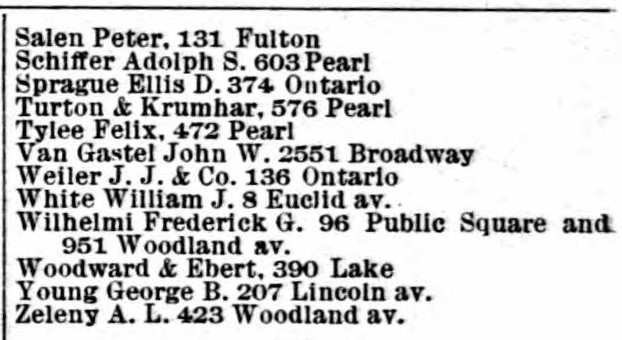 Salen Peter, 131 Fulton
Schiffer Adolph S. 603 Pearl
Sprague Ellis D. 374 Ontario
Turton & Krumhar, 576 Pearl
Tylee Felix, 472 Pearl
Van Gastel John W. 2551 Broadway
Weiler J. J. & Co. 136 Ontario
White William J. 8 Euclid av.
Wilhelmi Frederick G. 96 Public Square and
951 Woodland av.
Woodward & Ebert, 390 Lake
Young George B. 207 Lincoln av.
Zeleny A. L. 423 Woodland av.